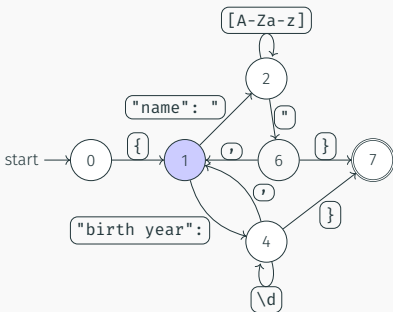 [A-Za-z]
2
"name": "
"
start
0
{
1
,
6
}
7
,
"birth year":
4
}
\d